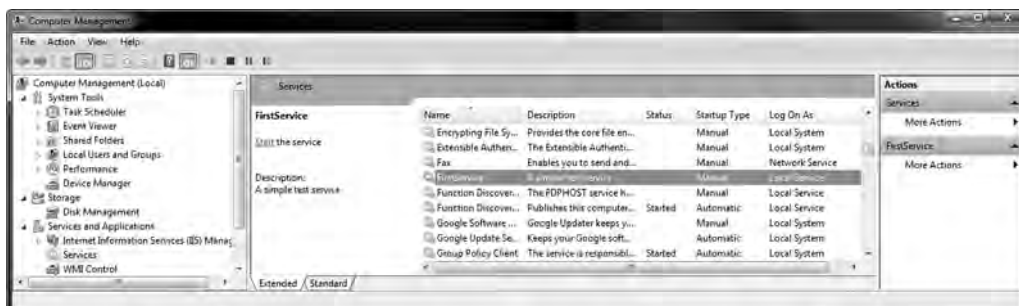 Computer Management
File Action View Help
Computer Management (Local)
System Tools
Task Scheduler
Event Viewer
Shared Folders
Local Users and Groups
Performance
Device Manager
Storage
Disk Management
Services and Applications
Internet Information Services (IIS) Manag
Services
WMI Control
Services
FirstService
Start the service
Description:
A simple test service
Name Description Status Startup Type Log On As
Encrypting File Sy... Provides the core file en... Manual Local System
Extensible Authen... The Extensible Authenti... Manual Local System
Fax Enables you to send and... Manual Network Service
FirstService A simple test service Manual Local Service
Function Discover... The FDPHOST service h... Manual Local Service
Function Discover... Publishes this computer... Started Automatic Local Service
Google Software ... Google Updater keeps y... Manual Local System
Google Update Se... Keeps your Google soft... Automatic Local System
Group Policy Client The service is responsibl... Started Automatic Local System
Extended Standard
Actions
Services
More Actions
FirstService
More Actions